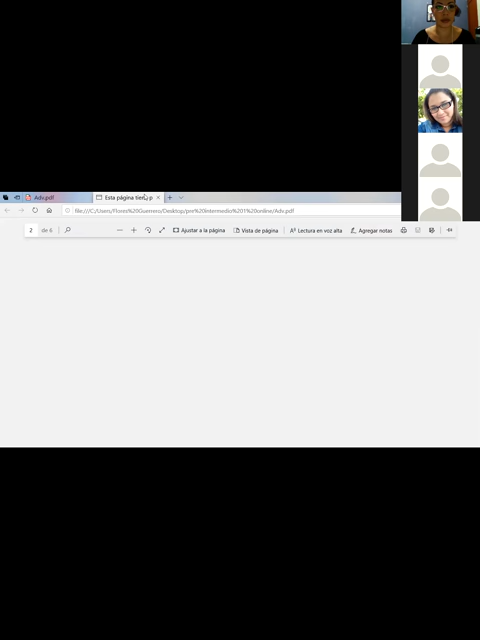 Adv.pdf
Esta página tiene p
file:///C:/Users/Flores%20Guerrero/Desktop/pre%20intermedio%201%20online/Adv.pdf
2 de 6 Ajustar a la página Vista de página Lectura en voz alta Agregar notas